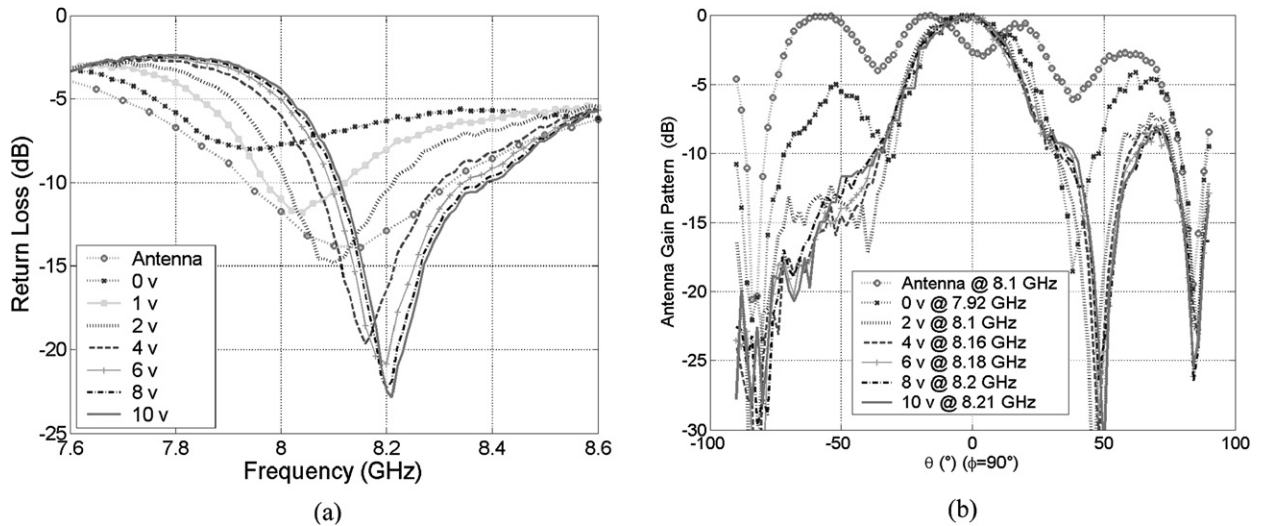 0
-5
-10
-15
-20
-25
Return Loss (dB)
Antenna
0 v
1 v
2 v
4 v
6 v
8 v
10 v
7.6
7.8
8
8.2
8.4
8.6
Frequency (GHz)
(a)
0
-5
-10
-15
-20
-25
-30
Antenna Gain Pattern (dB)
Antenna @ 8.1 GHz
0 v @ 7.92 GHz
2 v @ 8.1 GHz
4 v @ 8.16 GHz
6 v @ 8.18 GHz
8 v @ 8.2 GHz
10 v @ 8.21 GHz
-100
-50
0
50
100
θ (°) (ϕ=90°)
(b)